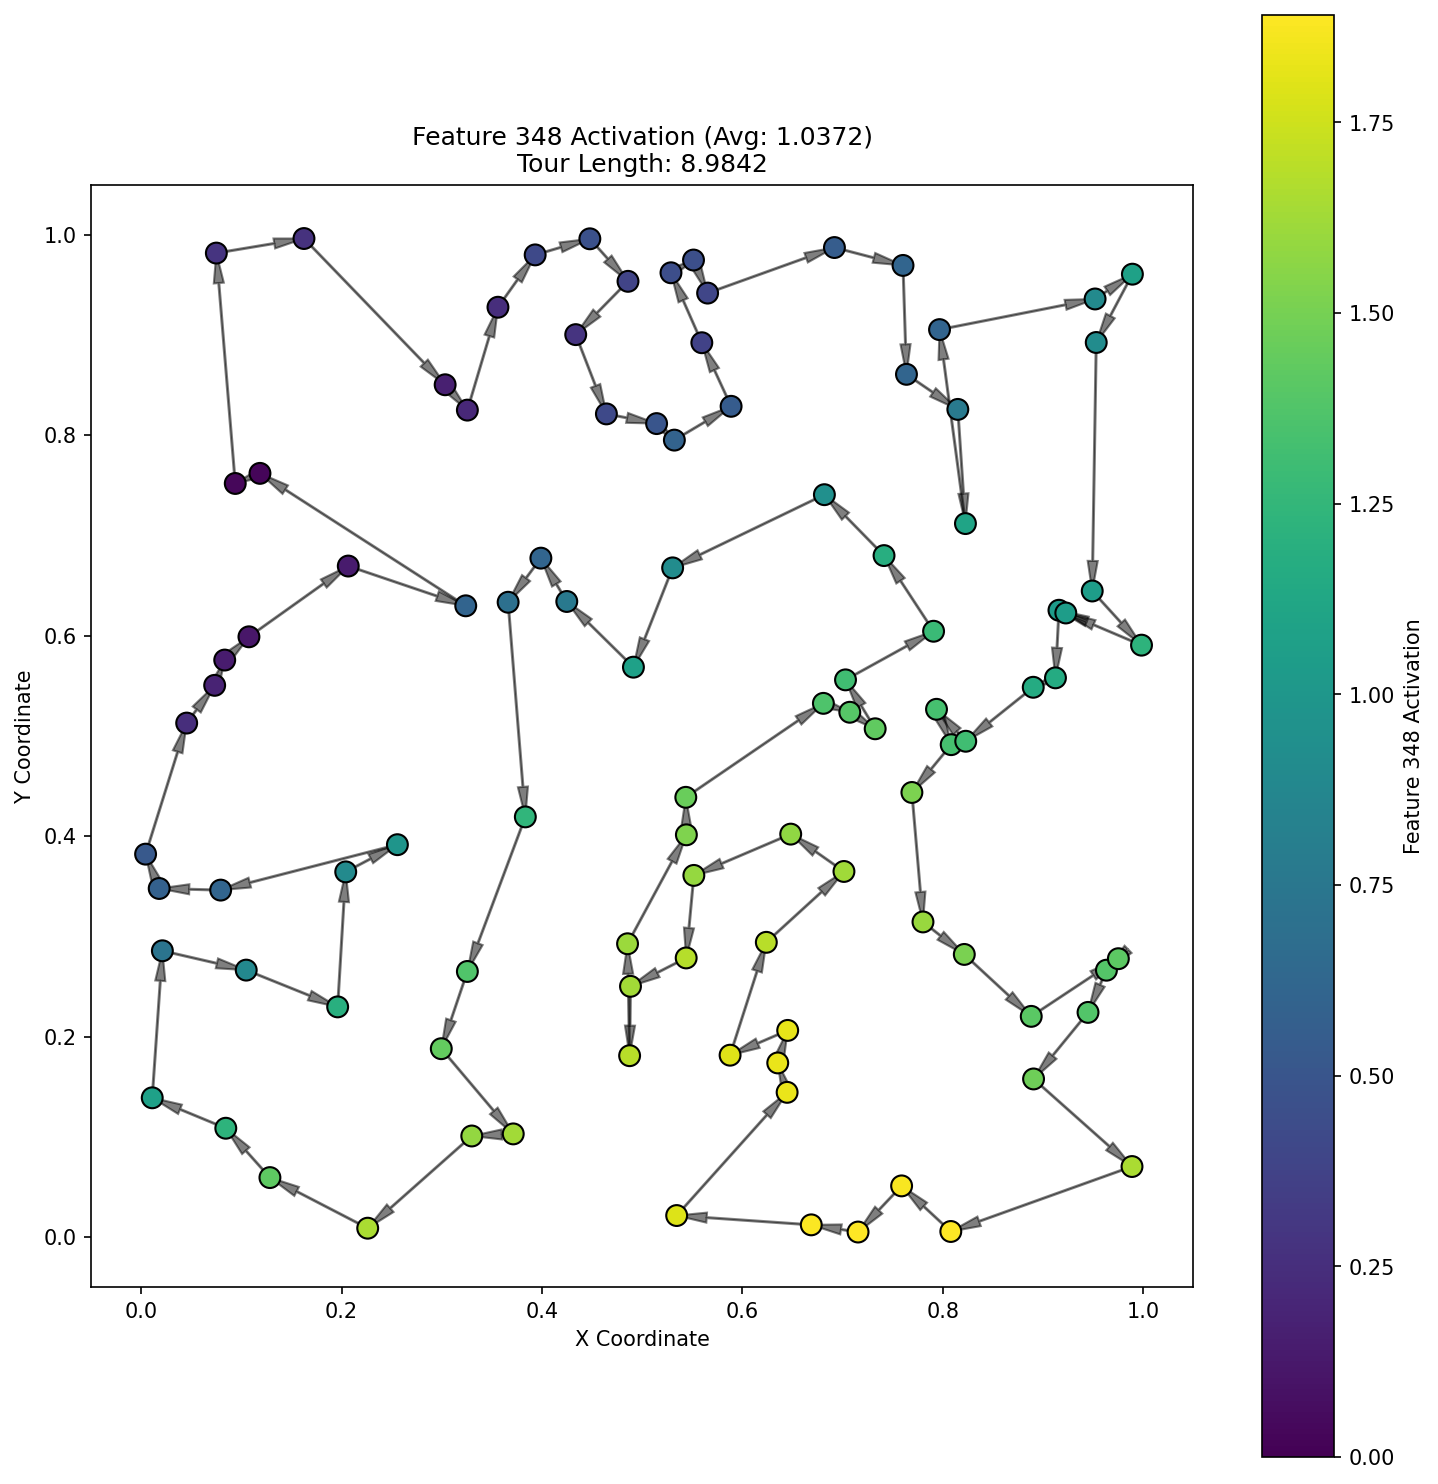 Feature 348 Activation (Avg: 1.0372)
Tour Length: 8.9842
1.0
0.8
0.6
0.4
0.2
0.0
Y Coordinate
0.0 0.2 0.4 0.6 0.8 1.0
X Coordinate
1.75
1.50
1.25
1.00
0.75
0.50
0.25
0.00
Feature 348 Activation